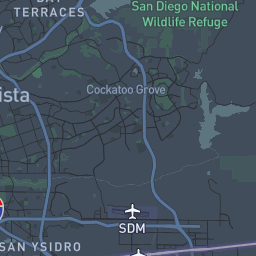 TERRACES
San Diego National
Wildlife Refuge
Cockatoo Grove
ista
SDM
SAN YSIDRO